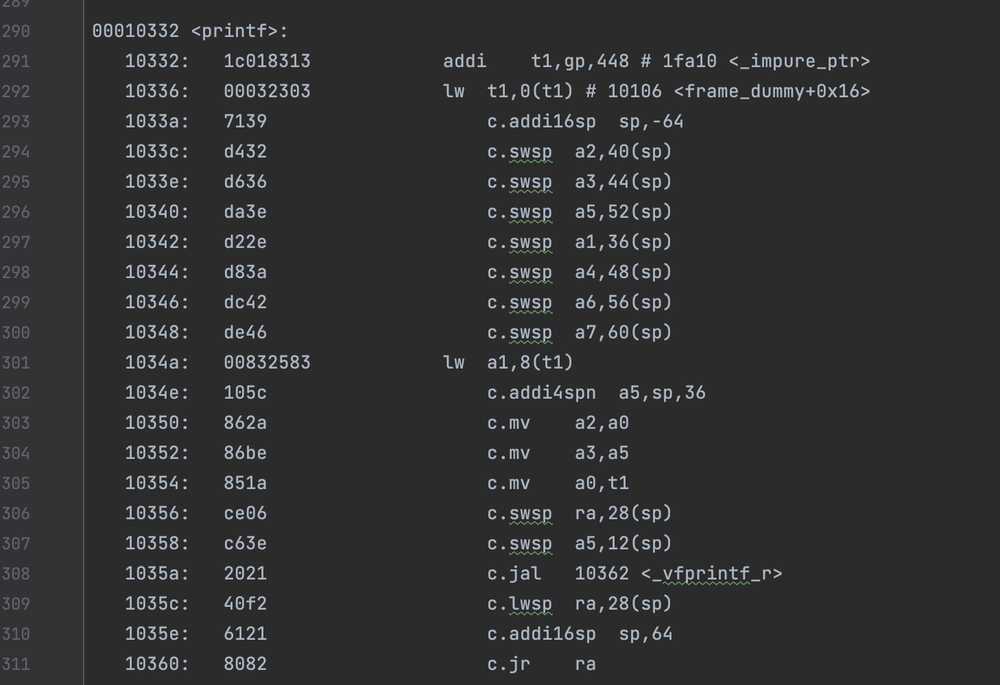 289
290 00010332 <printf>:
291 10332: 1c018313 addi t1,gp,448 # 1fa10 <_impure_ptr>
292 10336: 00032303 lw t1,0(t1) # 10106 <frame_dummy+0x16>
293 1033a: 7139 c.addi16sp sp,-64
294 1033c: d432 c.swsp a2,40(sp)
295 1033e: d636 c.swsp a3,44(sp)
296 10340: da3e c.swsp a5,52(sp)
297 10342: d22e c.swsp a1,36(sp)
298 10344: d83a c.swsp a4,48(sp)
299 10346: dc42 c.swsp a6,56(sp)
300 10348: de46 c.swsp a7,60(sp)
301 1034a: 00832583 lw a1,8(t1)
302 1034e: 105c c.addi4spn a5,sp,36
303 10350: 862a c.mv a2,a0
304 10352: 86be c.mv a3,a5
305 10354: 851a c.mv a0,t1
306 10356: ce06 c.swsp ra,28(sp)
307 10358: c63e c.swsp a5,12(sp)
308 1035a: 2021 c.jal 10362 <_vfprintf_r>
309 1035c: 40f2 c.lwsp ra,28(sp)
310 1035e: 6121 c.addi16sp sp,64
311 10360: 8082 c.jr ra